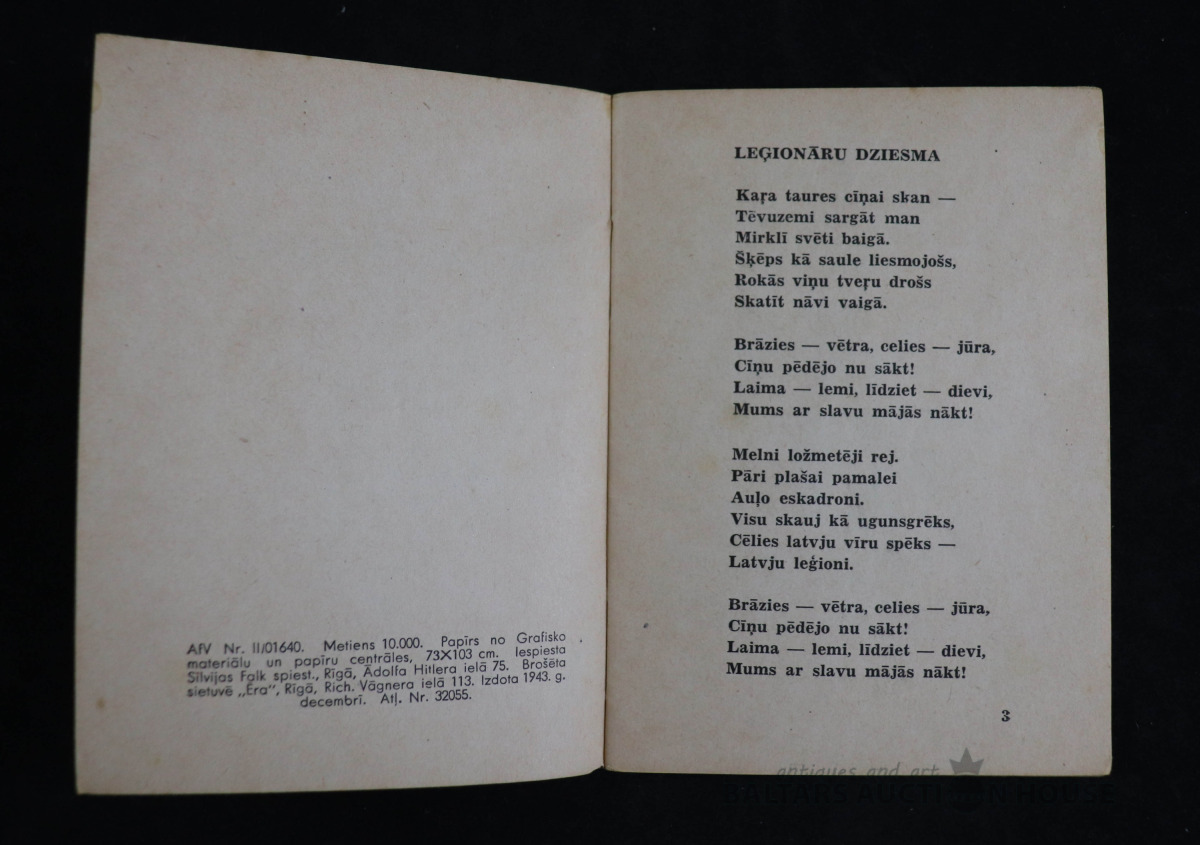 AfV Nr. II/01640. Metiens 10.000. Papīrs no Grafisko
materiālu un papīru centrāles, 73X103 cm. Iespiesta
Silvijas Falk spiest., Rīgā, Ādolfa Hitlera ielā 75. Brošēta
sietuvē „Ēra", Rīgā, Rich. Vāgnera ielā 113. Izdota 1943. g.
decembrī. Atļ. Nr. 32055.
LEĢIONĀRU DZIESMA
Kaŗa taures cīņai skan —
Tēvuzemi sargāt man
Mirklī svēti baigā.
Šķēps kā saule liesmojošs,
Rokās viņu tveŗu drošs
Skatīt nāvi vaigā.
Brāzies — vētra, celies — jūra,
Cīņu pēdējo nu sākt!
Laima — lemi, līdziet — dievi,
Mums ar slavu mājās nākt!
Melni ložmetēji rej.
Pāri plašai pamalei
Auļo eskadroni.
Visu skauj kā ugunsgrēks,
Cēlies latvju vīru spēks —
Latvju leģioni.
Brāzies — vētra, celies — jūra,
Cīņu pēdējo nu sākt!
Laima — lemi, līdziet — dievi,
Mums ar slavu mājās nākt!
3
antiques and art
BALTARS AUCTION HOUSE